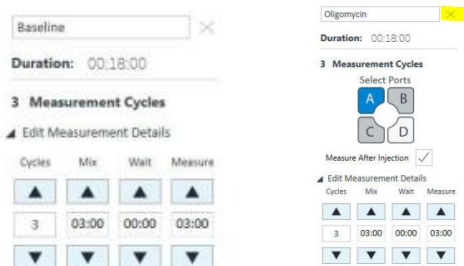 Baseline
Duration: 00:18:00
3 Measurement Cycles
Edit Measurement Details
Cycles Mix Wait Measure
3 03:00 00:00 03:00
Oligomycin
Duration: 00:18:00
3 Measurement Cycles
Select Ports
A B
C D
Measure After Injection
Edit Measurement Details
Cycles Mix Wait Measure
3 03:00 00:00 03:00